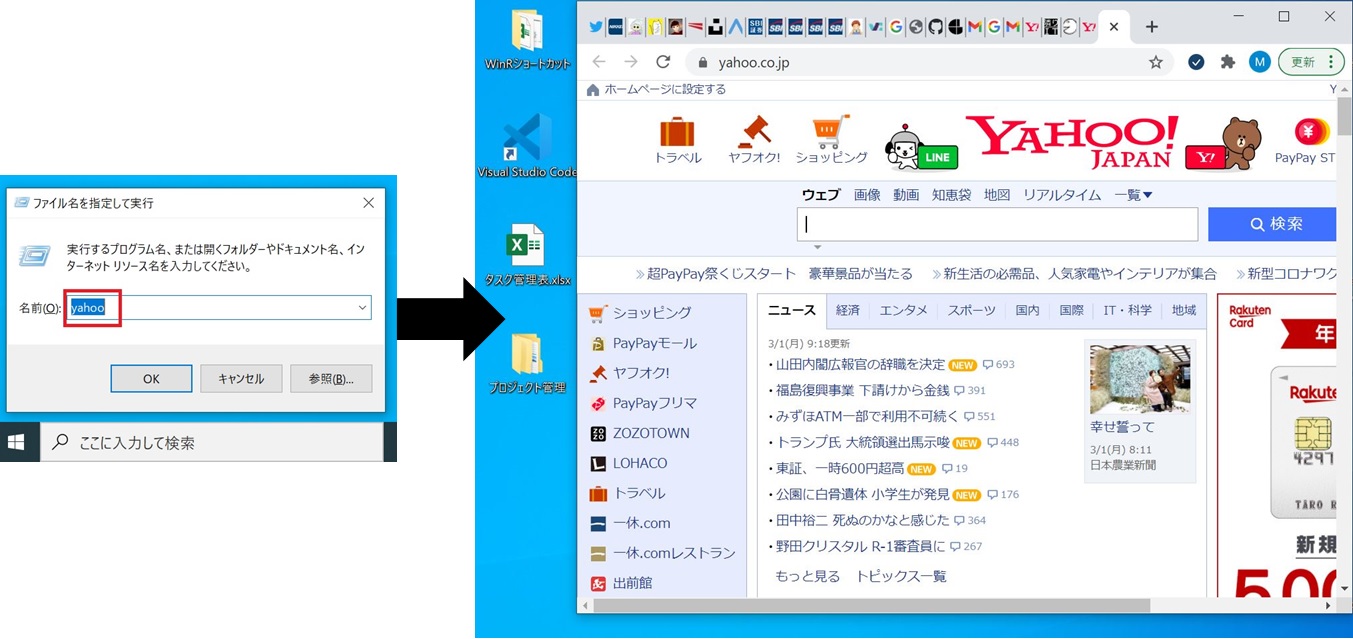 ファイル名を指定して実行
実行するプログラム名、または開くフォルダーやドキュメント名、イン
ターネット リソース名を入力してください。
名前(O):
yahoo
OK
キャンセル
参照(B)...
ここに入力して検索
WinRショートカット
Visual Studio Code
タスク管理表.xlsx
プロジェクト管理
yahoo.co.jp
M
更新
ホームページに設定する
Y
トラベル
ヤフオク!
ショッピング
LINE
YAHOO!
JAPAN
Y!
PayPay ST
ウェブ 画像 動画 知恵袋 地図 リアルタイム 一覧▼
検索
超PayPay祭くじスタート 豪華景品が当たる
新生活の必需品、人気家電やインテリアが集合
新型コロナワク
ショッピング
PayPayモール
ヤフオク!
PayPayフリマ
ZOZOTOWN
LOHACO
トラベル
一休.com
一休.comレストラン
出前館
ニュース 経済 エンタメ スポーツ 国内 国際 IT・科学 地域
3/1(月) 9:18更新
・山田内閣広報官の辞職を決定 NEW 693
・福島復興事業 下請けから金銭 391
・みずほATM一部で利用不可続く 551
・トランプ氏 大統領選出馬示唆 NEW 448
・東証、一時600円超高 NEW 19
・公園に白骨遺体 小学生が発見 NEW 176
・田中裕二 死ぬのかなと感じた 364
・野田クリスタル R-1審査員に 267
もっと見る トピックス一覧
幸せ誓って
3/1(月) 8:11
日本農業新聞
Rakuten
Card
年
Rakute
4297
TARO R
新規
5,00